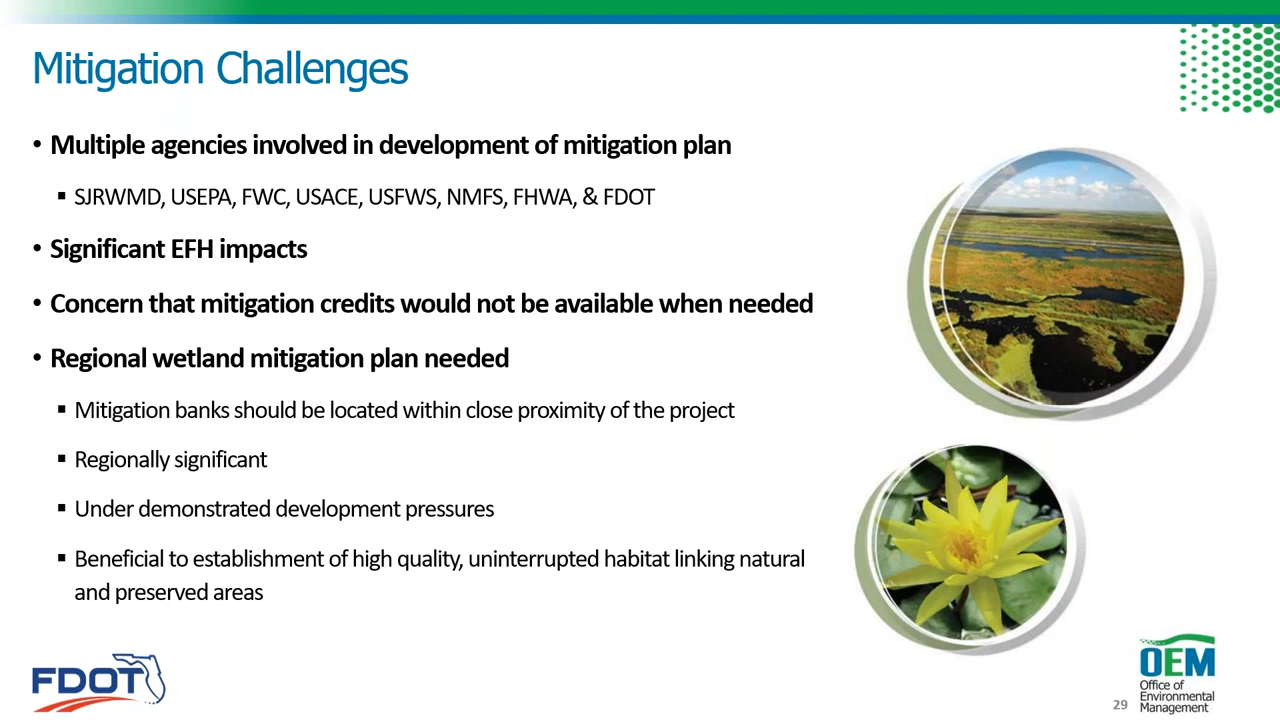 Mitigation Challenges
• Multiple agencies involved in development of mitigation plan
▪ SJRWMD, USEPA, FWC, USACE, USFWS, NMFS, FHWA, & FDOT
• Significant EFH impacts
• Concern that mitigation credits would not be available when needed
• Regional wetland mitigation plan needed
▪ Mitigation banks should be located within close proximity of the project
▪ Regionally significant
▪ Under demonstrated development pressures
▪ Beneficial to establishment of high quality, uninterrupted habitat linking natural
and preserved areas
FDOT
29
OEM
Office of
Environmental
Management